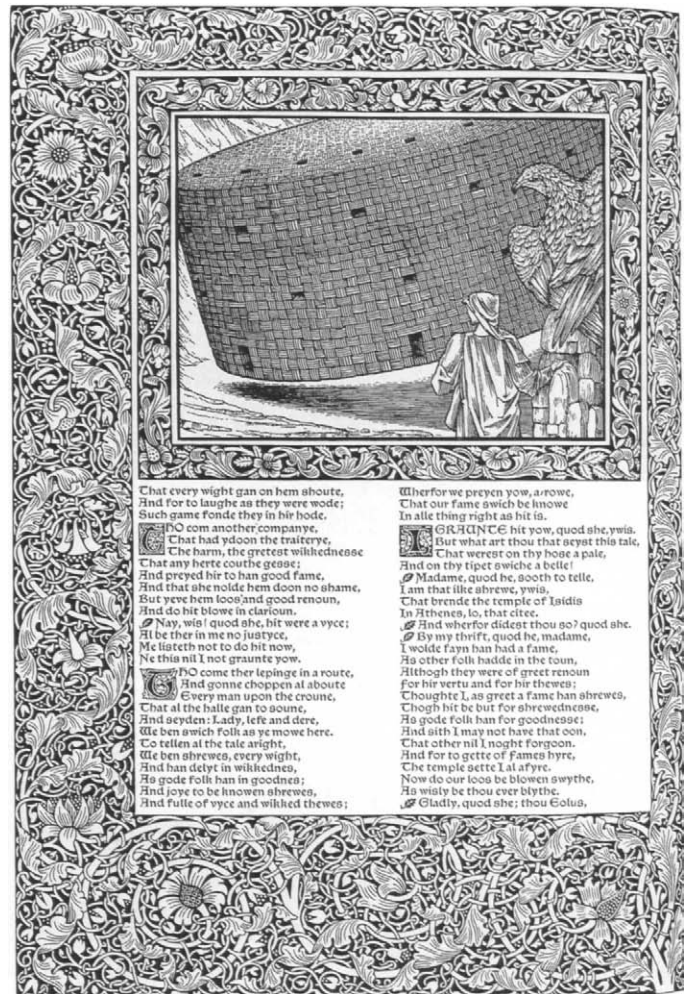 That every wight gan on hem shoute,
And for to laughe as they were wode;
Such game fonde they in hir hode.
THO com another companye,
That had ydoon the traiterye,
The harm, the gretest wikkednesse
That any herte couthe gesse;
And preyed hir to han good fame,
And that she nolde hem doon no shame,
But yeve hem loos and good renoun,
And do hit blowe in clarioun.
Nay, wis! quod she, hit were a vyce;
Al be ther in me no justyce,
Me listeth not to do hit now,
Ne this nil I not graunte yow.
THO come ther lepinge in a route,
And gonne choppen al aboute
Every man upon the croune,
That al the halle gan to soune,
And seyden: Lady, lefe and dere,
We ben swich folk as ye mowe here.
To tellen al the tale aright,
We ben shrewes, every wight,
And han delyt in wikkednes,
As gode folk han in goodnes;
And joye to be knowen shrewes,
And fulle of vyce and wikked thewes;
Wherfor we preyen yow, a-rowe,
That our fame swich be knowe
In alle thing right as hit is.
I GRAUNTE hit yow, quod she, ywis.
But what art thou that seyst this tale,
That werest on thy hose a pale,
And on thy tipet swiche a belle!
Madame, quod he, sooth to telle,
I am that ilke shrewe, ywis,
That brende the temple of Isidis
In Athenes, lo, that citee.
And wherfor didest thou so? quod she.
By my thrift, quod he, madame,
I wolde fayn han had a fame,
As other folk hadde in the toun,
Althogh they were of greet renoun
For hir vertu and for hir thewes;
Thoughte I, as greet a fame han shrewes,
Thogh hit be but for shrewednesse,
As gode folk han for goodnesse;
And sith I may not have that oon,
That other nil I noght forgoon.
And for to gette of fames hyre,
The temple sette I al afyre.
Now do our loos be blowen swythe,
As wisly be thou ever blythe.
Gladly, quod she; thou Eolus,